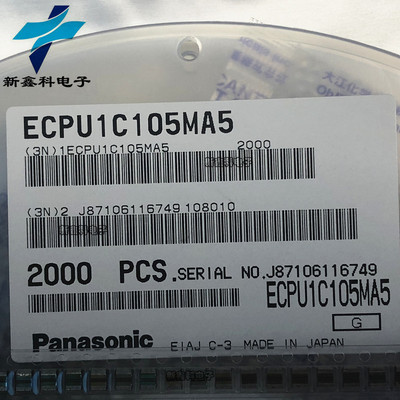 新鑫科电子
ECPU1C105MA5
(3N)1ECPU1C105MA5 2000
(3N)2 J87106116749 108010
2000 PCS. SERIAL NO.J87106116749
ECPU1C105MA5
G
Panasonic EIAJ C-3 MADE IN JAPAN